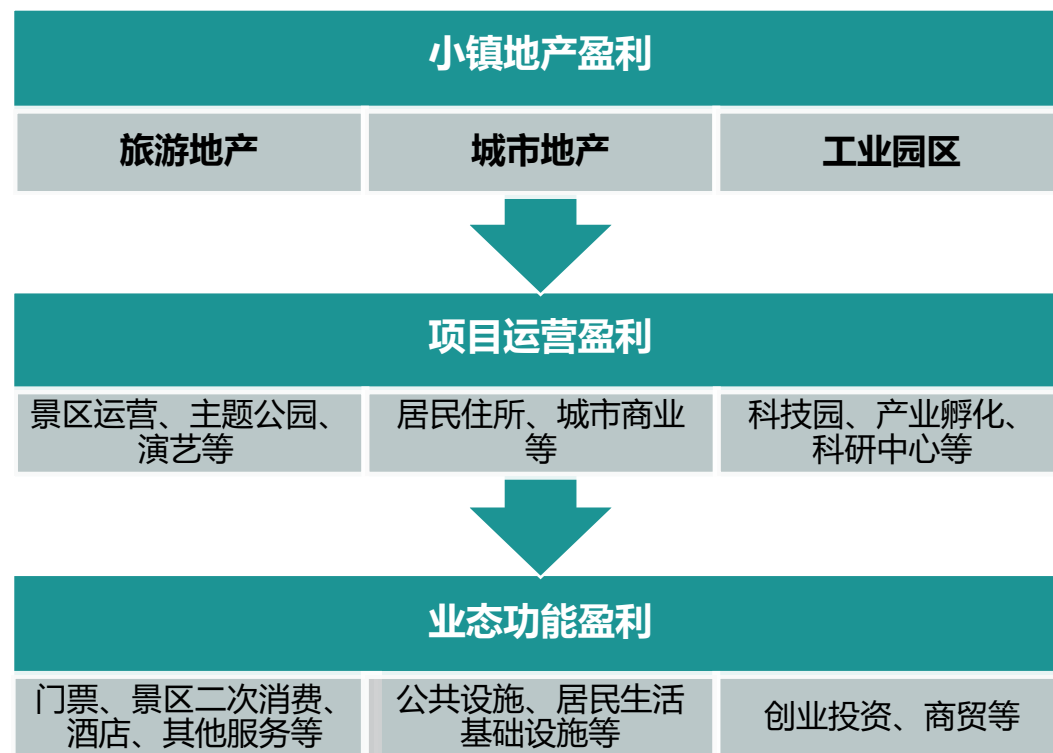 小镇地产盈利
旅游地产
城市地产
工业园区
项目运营盈利
景区运营、主题公园、
演艺等
居民住所、城市商业
等
科技园、产业孵化、
科研中心等
业态功能盈利
门票、景区二次消费、
酒店、其他服务等
公共设施、居民生活
基础设施等
创业投资、商贸等